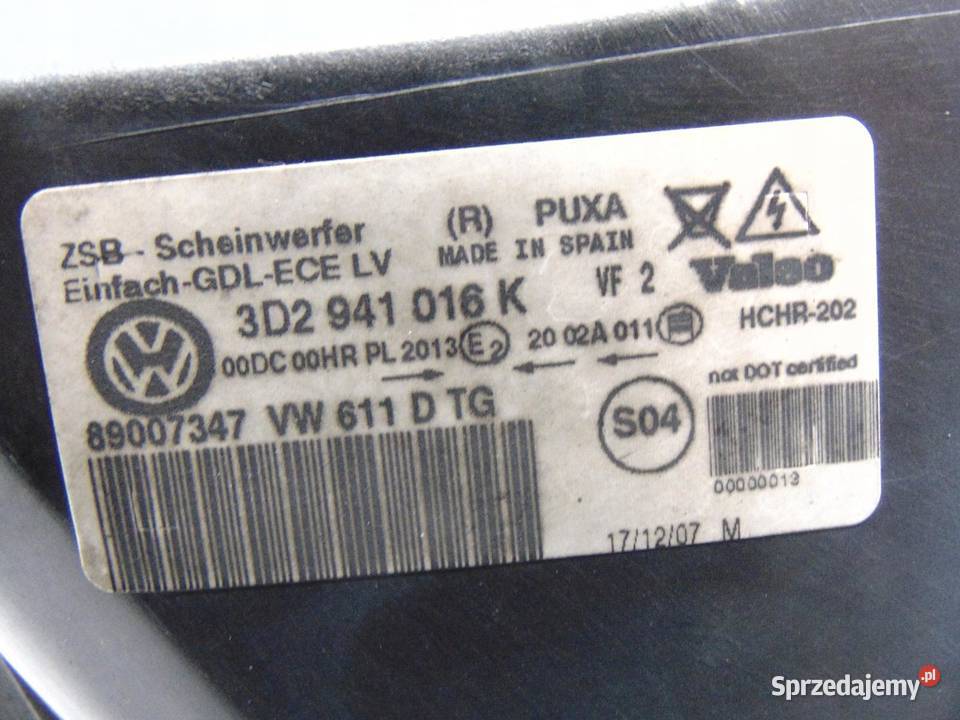 ZSB - Scheinwerfer
Einfach-GDL-ECE LV
(R) PUXA
MADE IN SPAIN
VF 2
Valeo
3D2 941 016 K
HCHR-202
00DC 00HR PL 2013 E2 20 02A 011
not DOT certified
89007347 VW 611 D TG
S04
00000013
17/12/07 M
Sprzedajemy.pl